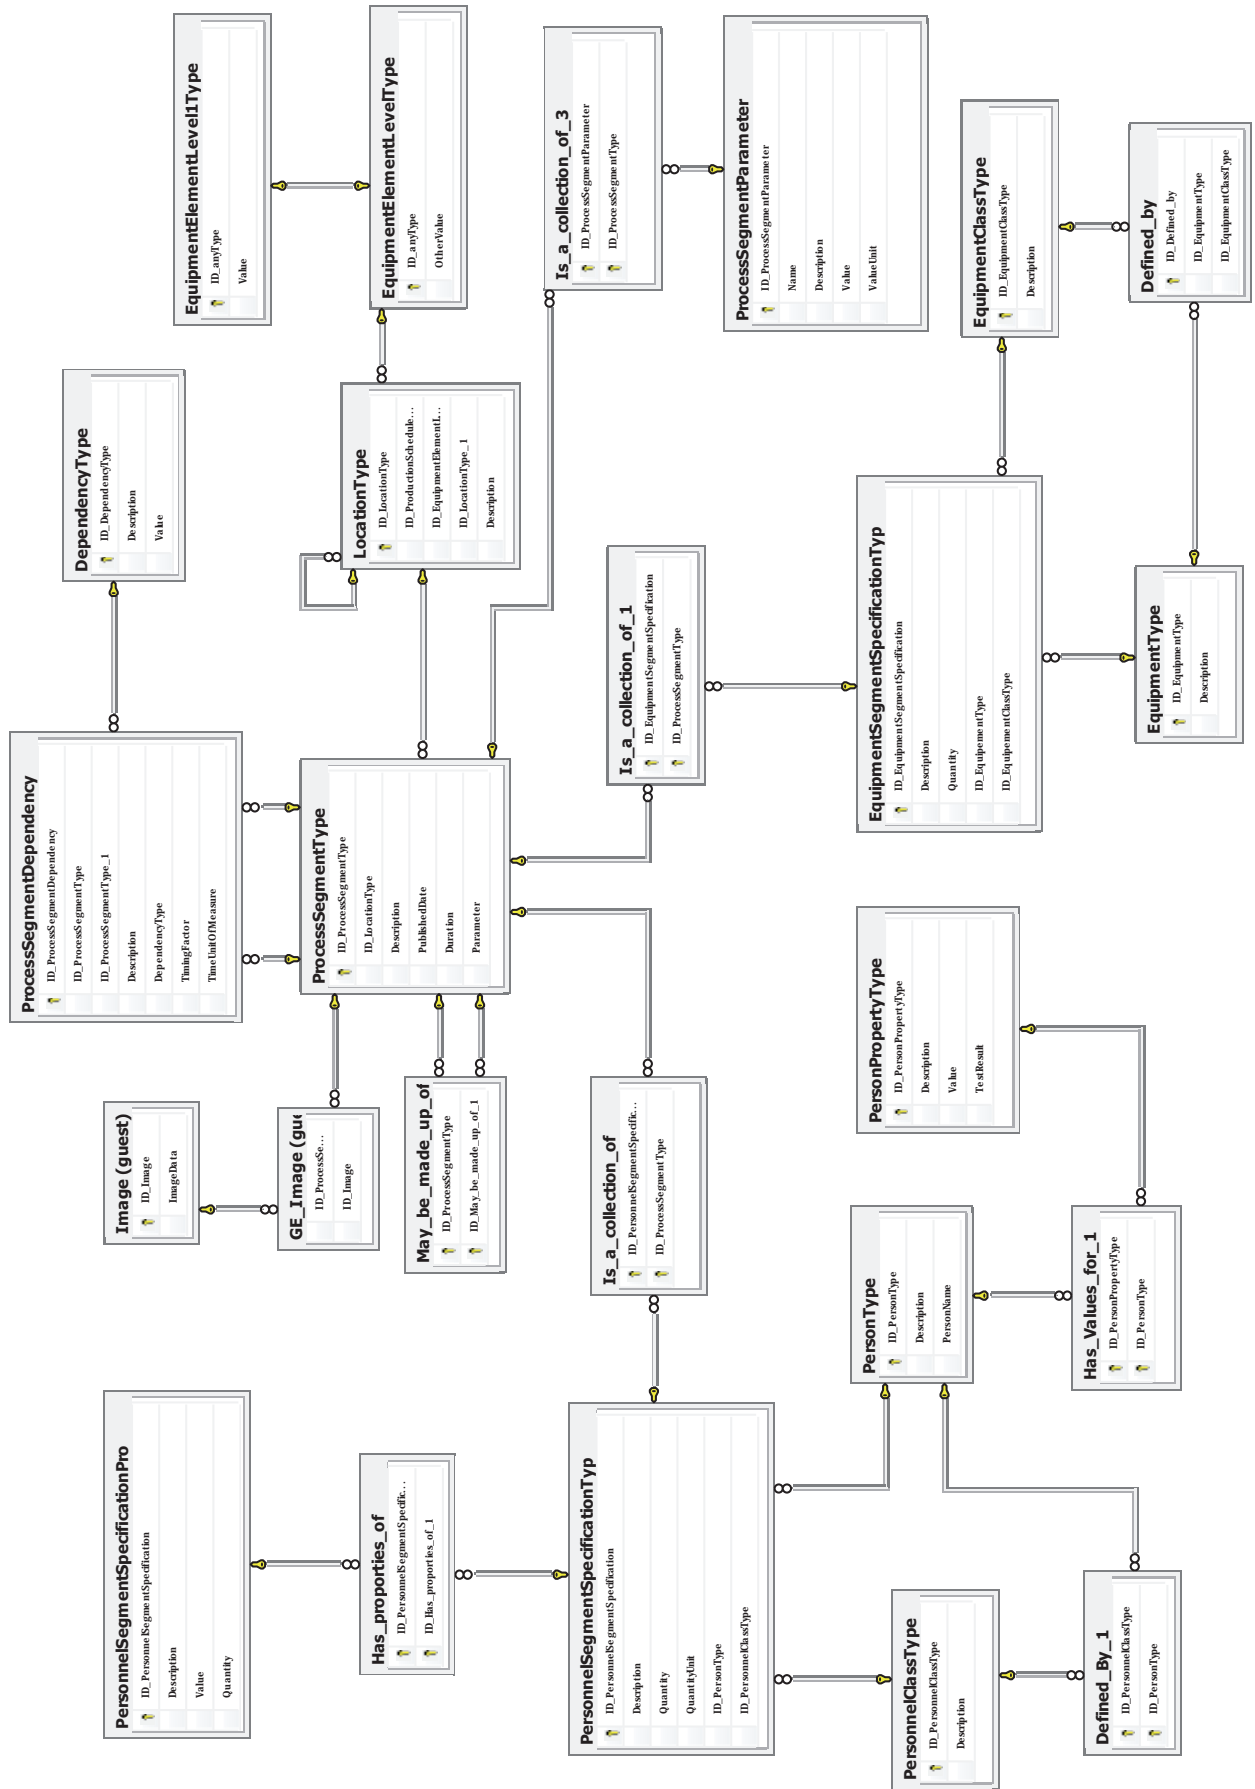 ProcessSegmentDependency
ID_ProcessSegmentDependency
ID_ProcessSegmentType
ID_ProcessSegmentType_1
Description
DependencyType
TimingFactor
TimeUnitOfMeasure
DependencyType
ID_DependencyType
Description
Value
PersonnelSegmentSpecificationPro
ID_PersonnelSegmentSpecification
Description
Value
Quantity
Image (guest)
ID_Image
ImageData
EquipmentElementLevel1Type
ID_anyType
Value
GE_Image (gue
ID_ProcessSe...
ID_Image
ProcessSegmentType
ID_ProcessSegmentType
ID_LocationType
Description
PublishedDate
Duration
Parameter
LocationType
ID_LocationType
ID_ProductionSchedule...
ID_EquipmentElementL...
ID_LocationType_1
Description
EquipmentElementLevelType
ID_anyType
OtherValue
Has_proporties_of
ID_PersonnelSegmentSpecific...
ID_Has_proporties_of_1
May_be_made_up_of
ID_ProcessSegmentType
ID_May_be_made_up_of_1
Is_a_collection_of_3
ID_ProcessSegmentParameter
ID_ProcessSegmentType
PersonnelSegmentSpecificationTyp
ID_PersonnelSegmentSpecification
Description
Quantity
QuantityUnit
ID_PersonType
ID_PersonnelClassType
Is_a_collection_of
ID_PersonnelSegmentSpecific...
ID_ProcessSegmentType
Is_a_collection_of_1
ID_EquipmentSegmentSpecification
ID_ProcessSegmentType
ProcessSegmentParameter
ID_ProcessSegmentParameter
Name
Description
Value
ValueUnit
PersonType
ID_PersonType
Description
PersonName
PersonPropertyType
ID_PersonPropertyType
Description
Value
TestResult
EquipmentSegmentSpecificationTyp
ID_EquipmentSegmentSpecification
Description
Quantity
ID_EquipementType
ID_EquipementClassType
PersonnelClassType
ID_PersonnelClassType
Description
EquipmentClassType
ID_EquipmentClassType
Description
Defined_By_1
ID_PersonnelClassType
ID_PersonType
Has_Values_for_1
ID_PersonPropertyType
ID_PersonType
EquipmentType
ID_EquipmentType
Description
Defined_by
ID_Defined_by
ID_EquipmentType
ID_EquipmentClassType